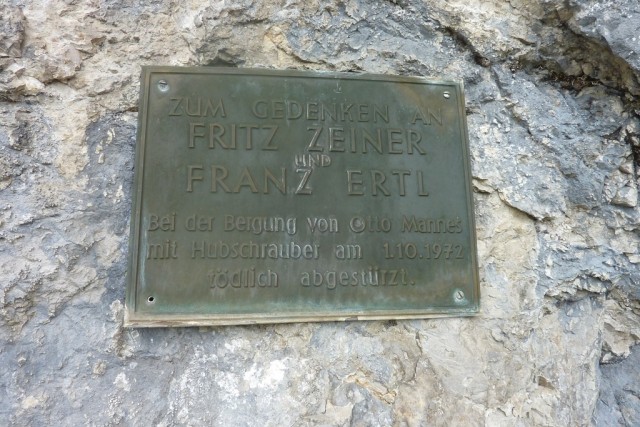 ZUM GEDENKEN AN
FRITZ ZEINER
UND
FRANZ ERTL
Bei der Bergung von Otto Mannes
mit Hubschrauber am 1.10.1972
tödlich abgestürzt.